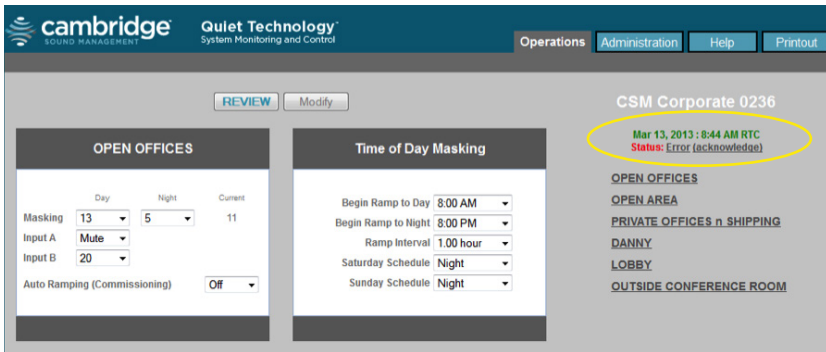 cambridge
SOUND MANAGEMENT
Quiet Technology
System Monitoring and Control
Operations
Administration
Help
Printout
REVIEW
Modify
CSM Corporate 0236
Mar 13, 2013 : 8:44 AM RTC
Status: Error (acknowledge)
OPEN OFFICES
Day Night Current
Masking 13 5 11
Input A Mute
Input B 20
Auto Ramping (Commissioning) Off
Time of Day Masking
Begin Ramp to Day 8:00 AM
Begin Ramp to Night 8:00 PM
Ramp Interval 1.00 hour
Saturday Schedule Night
Sunday Schedule Night
OPEN OFFICES
OPEN AREA
PRIVATE OFFICES n SHIPPING
DANNY
LOBBY
OUTSIDE CONFERENCE ROOM